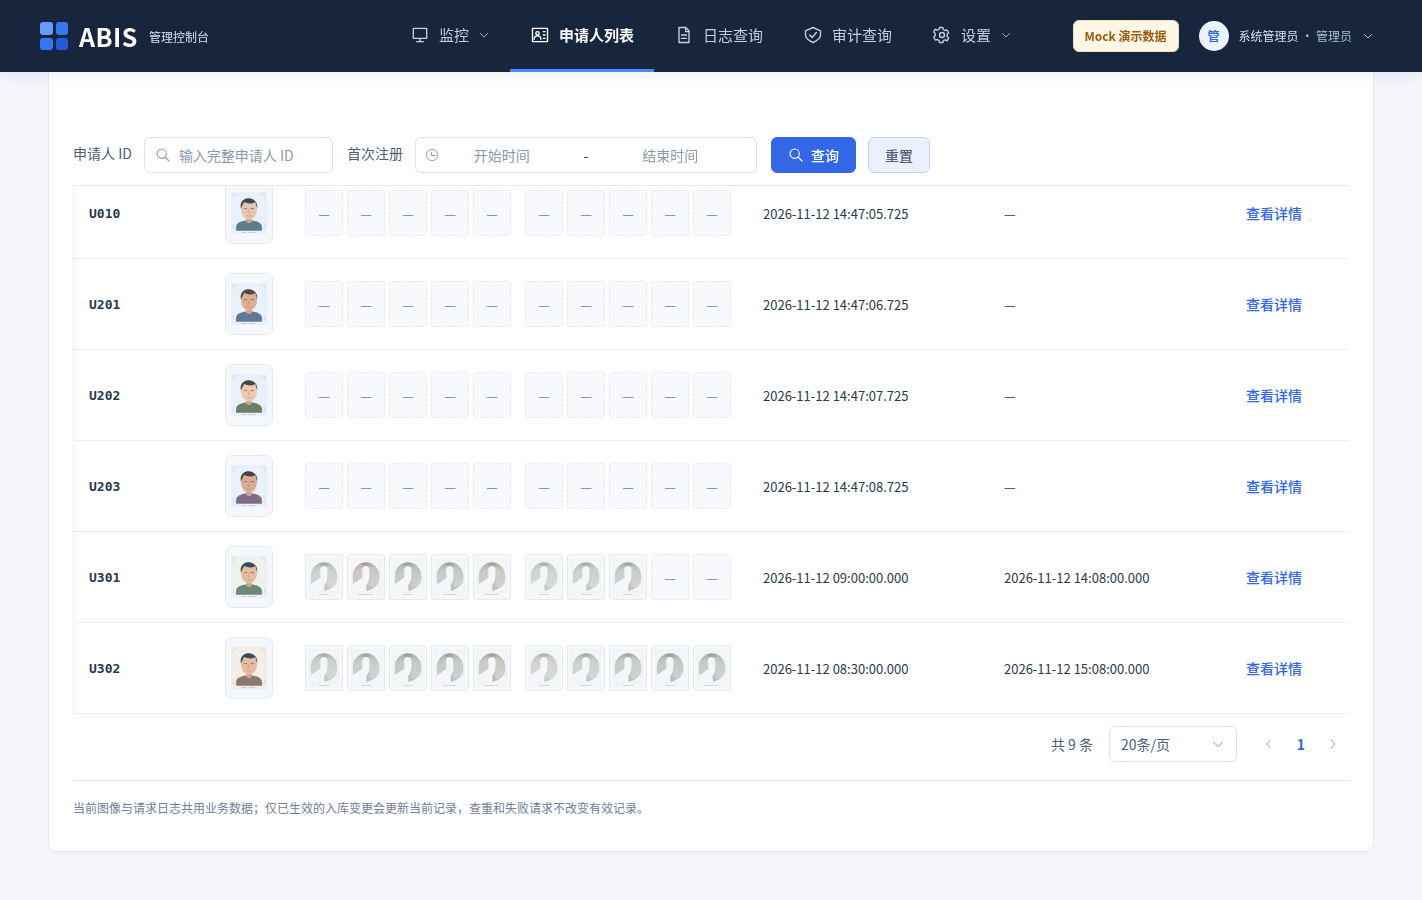 ABIS 管理控制台 监控 申请人列表 日志查询 审计查询 设置 Mock 演示数据 管 系统管理员 · 管理员
申请人 ID 输入完整申请人 ID 首次注册 开始时间 - 结束时间 查询 重置
U010 — — — — — — — — — — 2026-11-12 14:47:05.725 — 查看详情
U201 — — — — — — — — — — 2026-11-12 14:47:06.725 — 查看详情
U202 — — — — — — — — — — 2026-11-12 14:47:07.725 — 查看详情
U203 — — — — — — — — — — 2026-11-12 14:47:08.725 — 查看详情
U301 — — 2026-11-12 09:00:00.000 2026-11-12 14:08:00.000 查看详情
U302 2026-11-12 08:30:00.000 2026-11-12 15:08:00.000 查看详情
共 9 条 20条/页 1
当前图像与请求日志共用业务数据；仅已生效的入库变更会更新当前记录，查重和失败请求不改变有效记录。